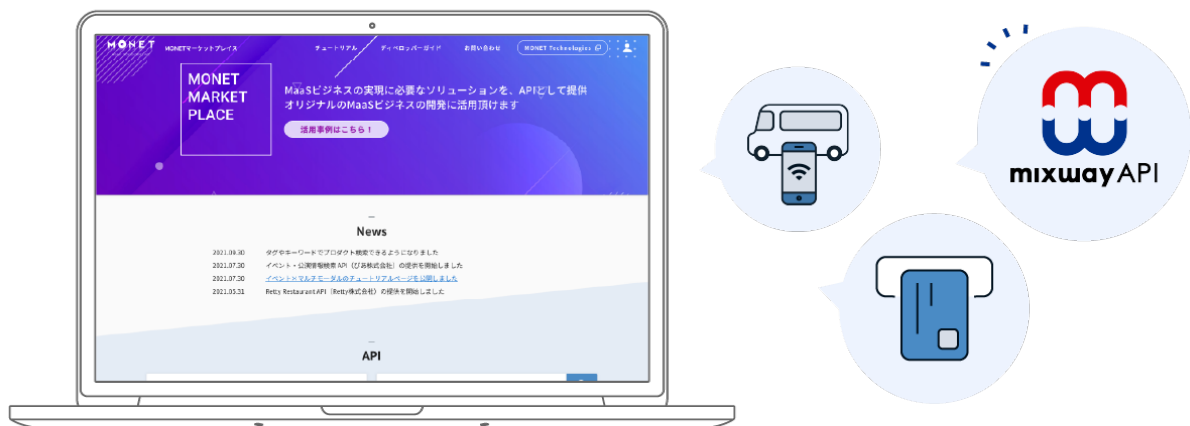 MONET MONETマーケットプレイス チュートリアル ディベロッパーガイド お問い合わせ MONET Technologies
MONET
MARKET
PLACE
MaaSビジネスの実現に必要なソリューションを、APIとして提供
オリジナルのMaaSビジネスの開発に活用頂けます
活用事例はこちら！
News
2021.09.30 タグやキーワードでプロダクト検索できるようになりました
2021.07.30 イベント・公演情報検索 API（ぴあ株式会社）の提供を開始しました
2021.07.30 イベント×マルチモーダルのチュートリアルページを公開しました
2021.05.31 Retty Restaurant API（Retty株式会社）の提供を開始しました
API
mixway API